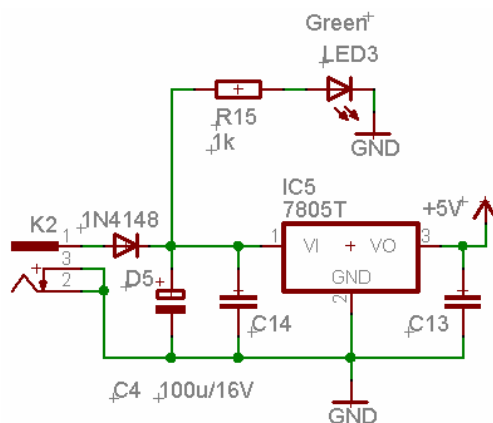 Green
LED3
R15
1k
GND
IC5
7805T
+5V
K2
1N4148
1
3
2
1
VI
VO
3
GND
2
D5
C14
C13
C4
100u/16V
GND